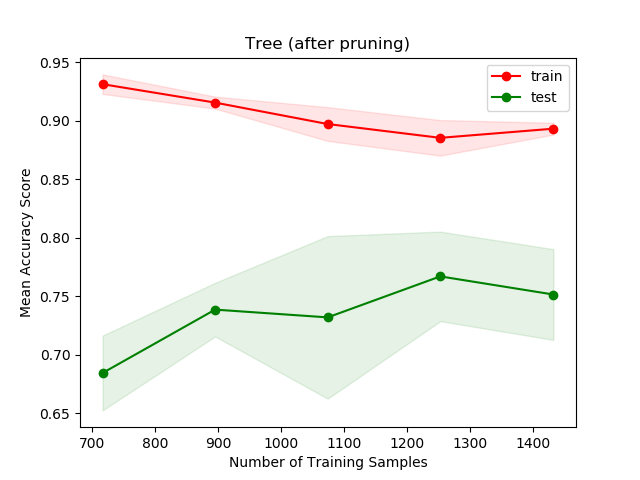 Tree (after pruning)
train
test
Mean Accuracy Score
0.95
0.90
0.85
0.80
0.75
0.70
0.65
700 800 900 1000 1100 1200 1300 1400
Number of Training Samples